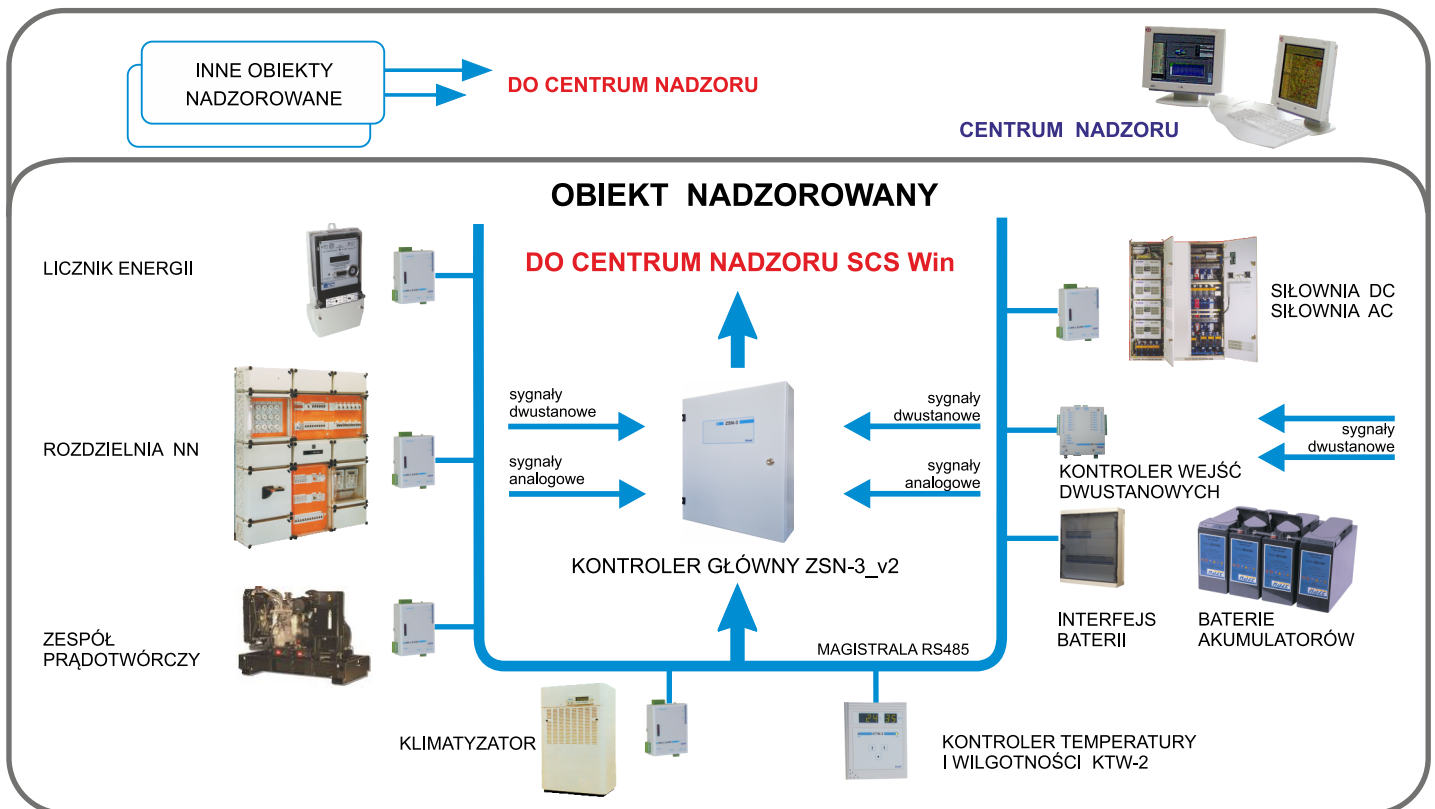 INNE OBIEKTY
NADZOROWANE
DO CENTRUM NADZORU
CENTRUM NADZORU
OBIEKT NADZOROWANY
DO CENTRUM NADZORU SCS Win
LICZNIK ENERGII
SIŁOWNIA DC
SIŁOWNIA AC
sygnały
dwustanowe
sygnały
dwustanowe
sygnały
dwustanowe
ROZDZIELNIA NN
sygnały
analogowe
sygnały
analogowe
KONTROLER WEJŚĆ
DWUSTANOWYCH
KONTROLER GŁÓWNY ZSN-3_v2
ZESPÓŁ
PRĄDOTWÓRCZY
INTERFEJS
BATERII
BATERIE
AKUMULATORÓW
MAGISTRALA RS485
KLIMATYZATOR
KONTROLER TEMPERATURY
I WILGOTNOŚCI KTW-2